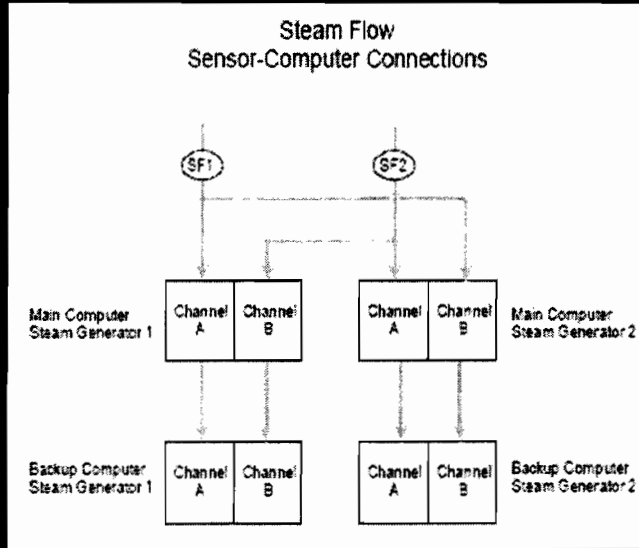 Steam Flow
Sensor-Computer Connections
SF1
SF2
Main Computer
Steam Generator 1
Channel
A
Channel
B
Channel
A
Channel
B
Main Computer
Steam Generator 2
Backup Computer
Steam Generator 1
Channel
A
Channel
B
Channel
A
Channel
B
Backup Computer
Steam Generator 2